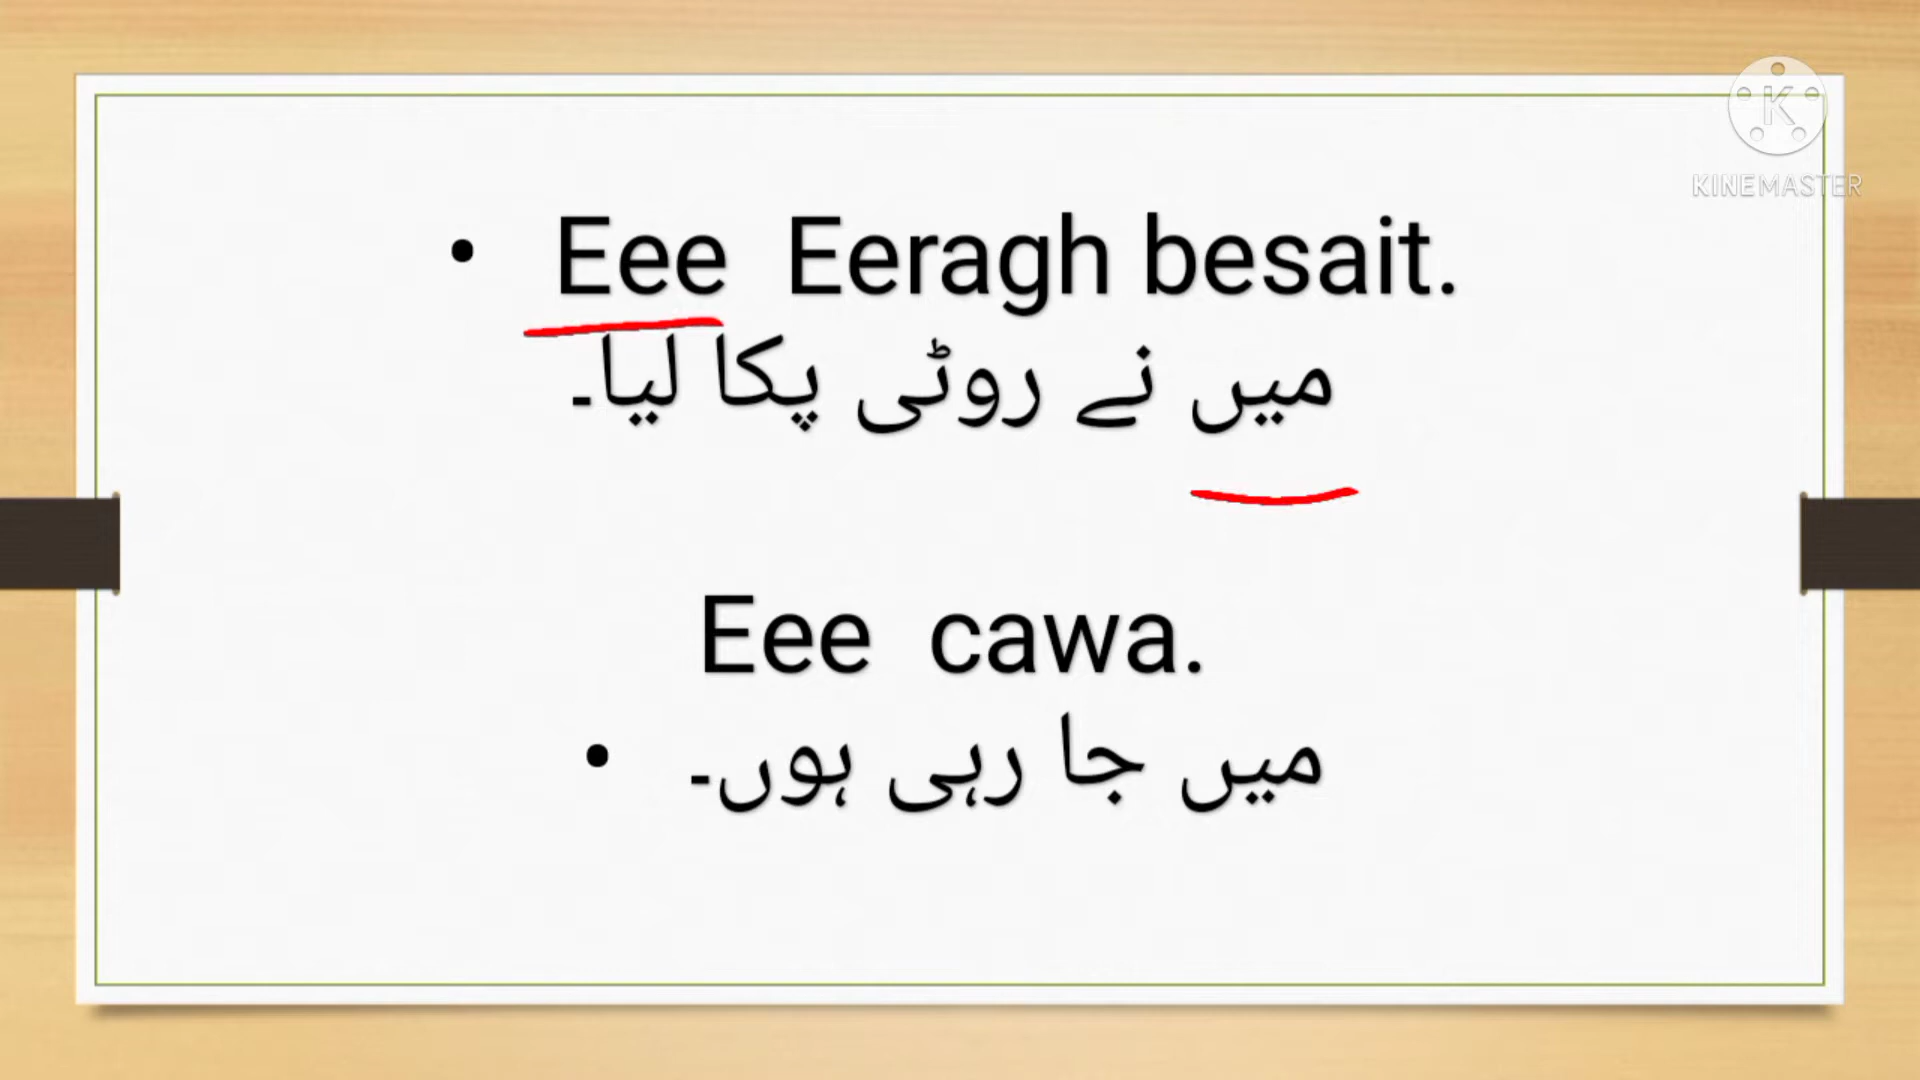 KINEMASTER
• Eee Eeragh besait.
میں نے روٹی پکا لیا۔
Eee cawa.
• میں جا رہی ہوں۔